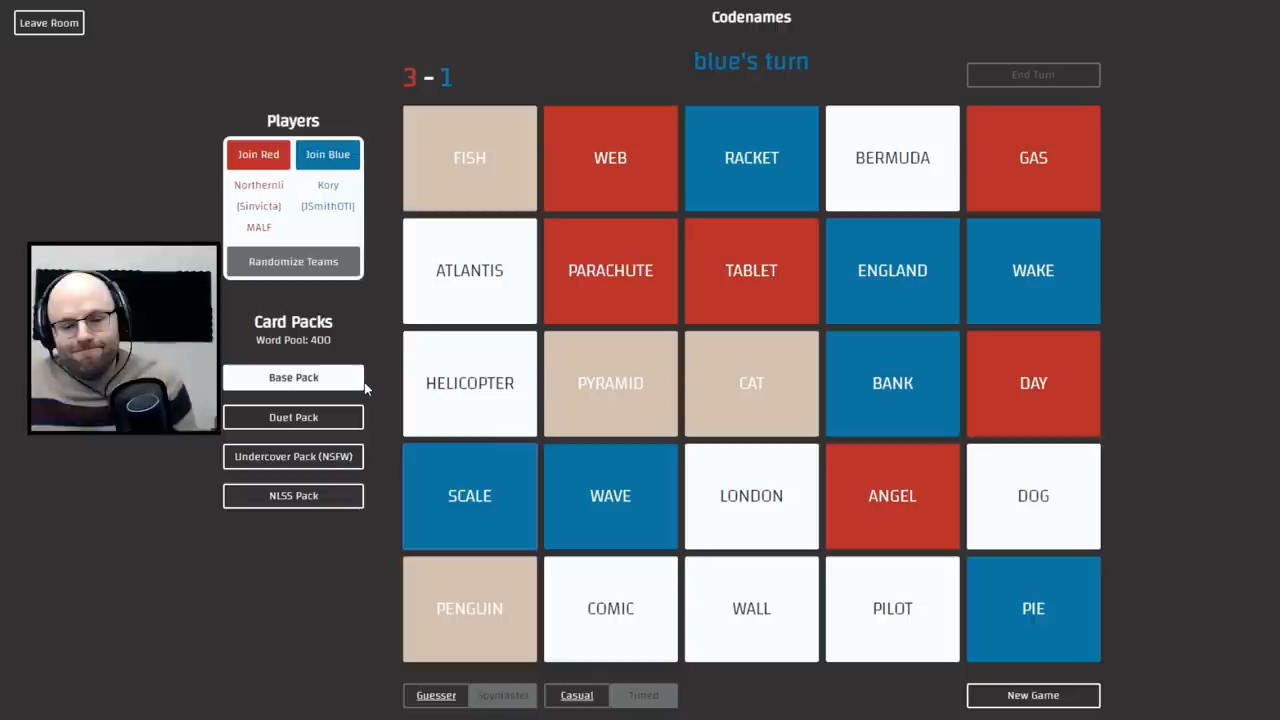 Leave Room
Codenames
blue's turn
3 - 1
End Turn
Players
Join Red
Join Blue
Northernli
Kory
(Sinvicta)
(JSmithOTI)
MALF
Randomize Teams
Card Packs
Word Pool: 400
Base Pack
Duet Pack
Undercover Pack (NSFW)
NLSS Pack
FISH
WEB
RACKET
BERMUDA
GAS
ATLANTIS
PARACHUTE
TABLET
ENGLAND
WAKE
HELICOPTER
PYRAMID
CAT
BANK
DAY
SCALE
WAVE
LONDON
ANGEL
DOG
PENGUIN
COMIC
WALL
PILOT
PIE
Guesser
Spymaster
Casual
Timed
New Game